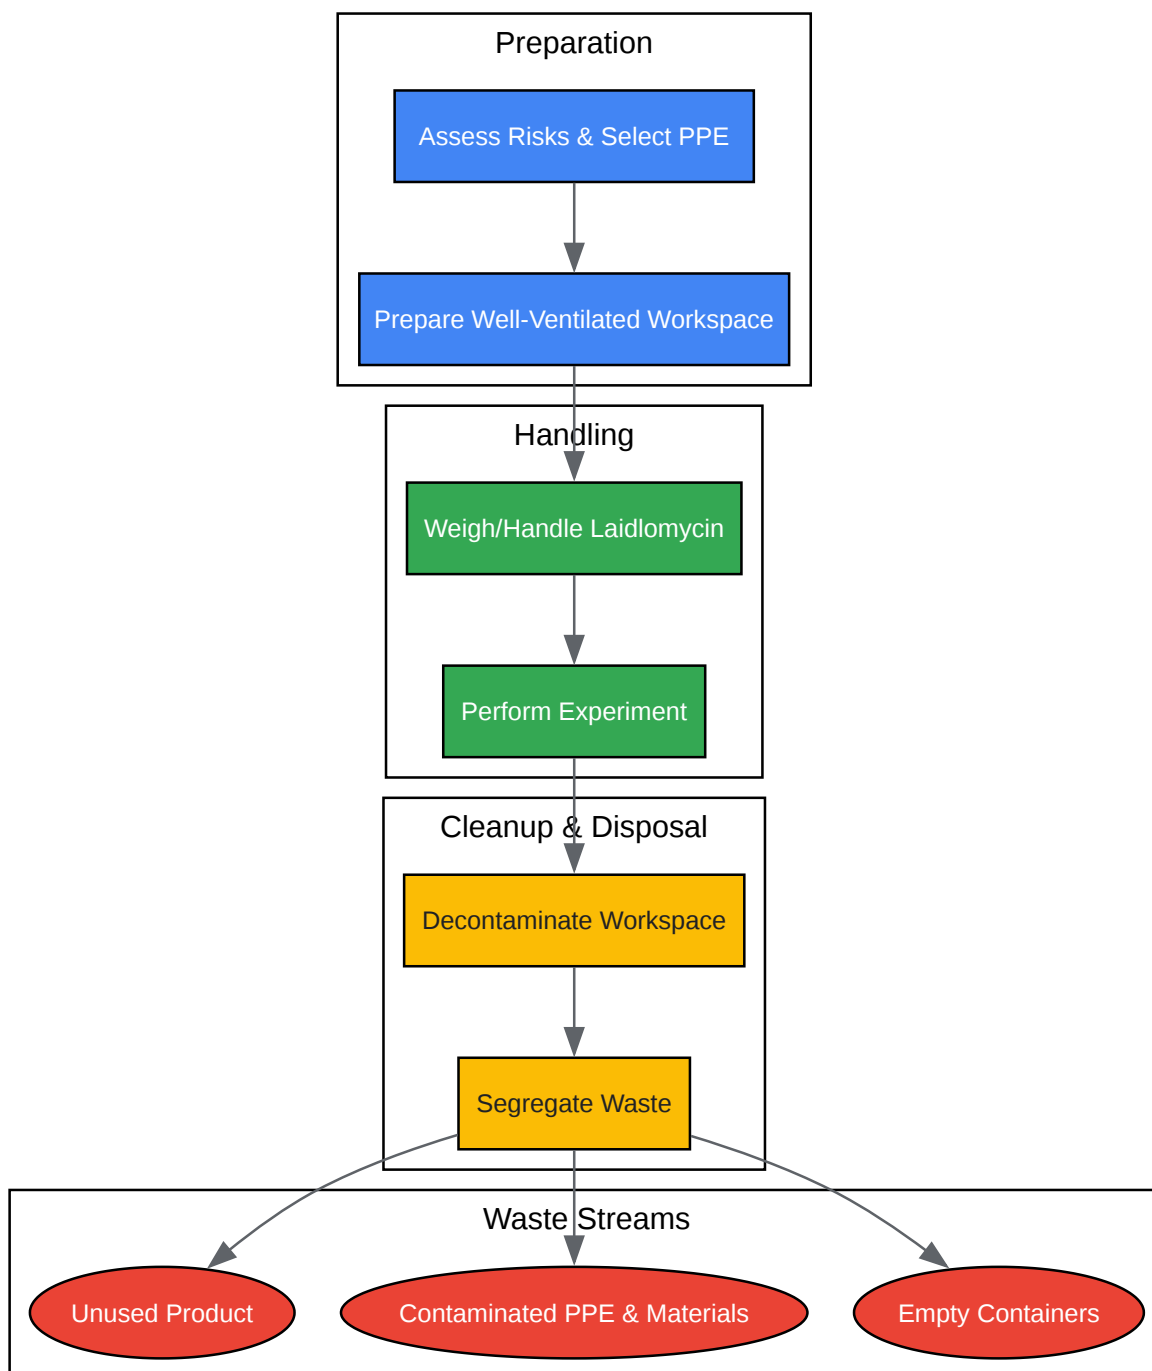 Preparation
Assess Risks & Select PPE
Prepare Well-Ventilated Workspace
Handling
Weigh/Handle Laidlomycin
Perform Experiment
Cleanup & Disposal
Decontaminate Workspace
Segregate Waste
Waste Streams
Unused Product
Contaminated PPE & Materials
Empty Containers